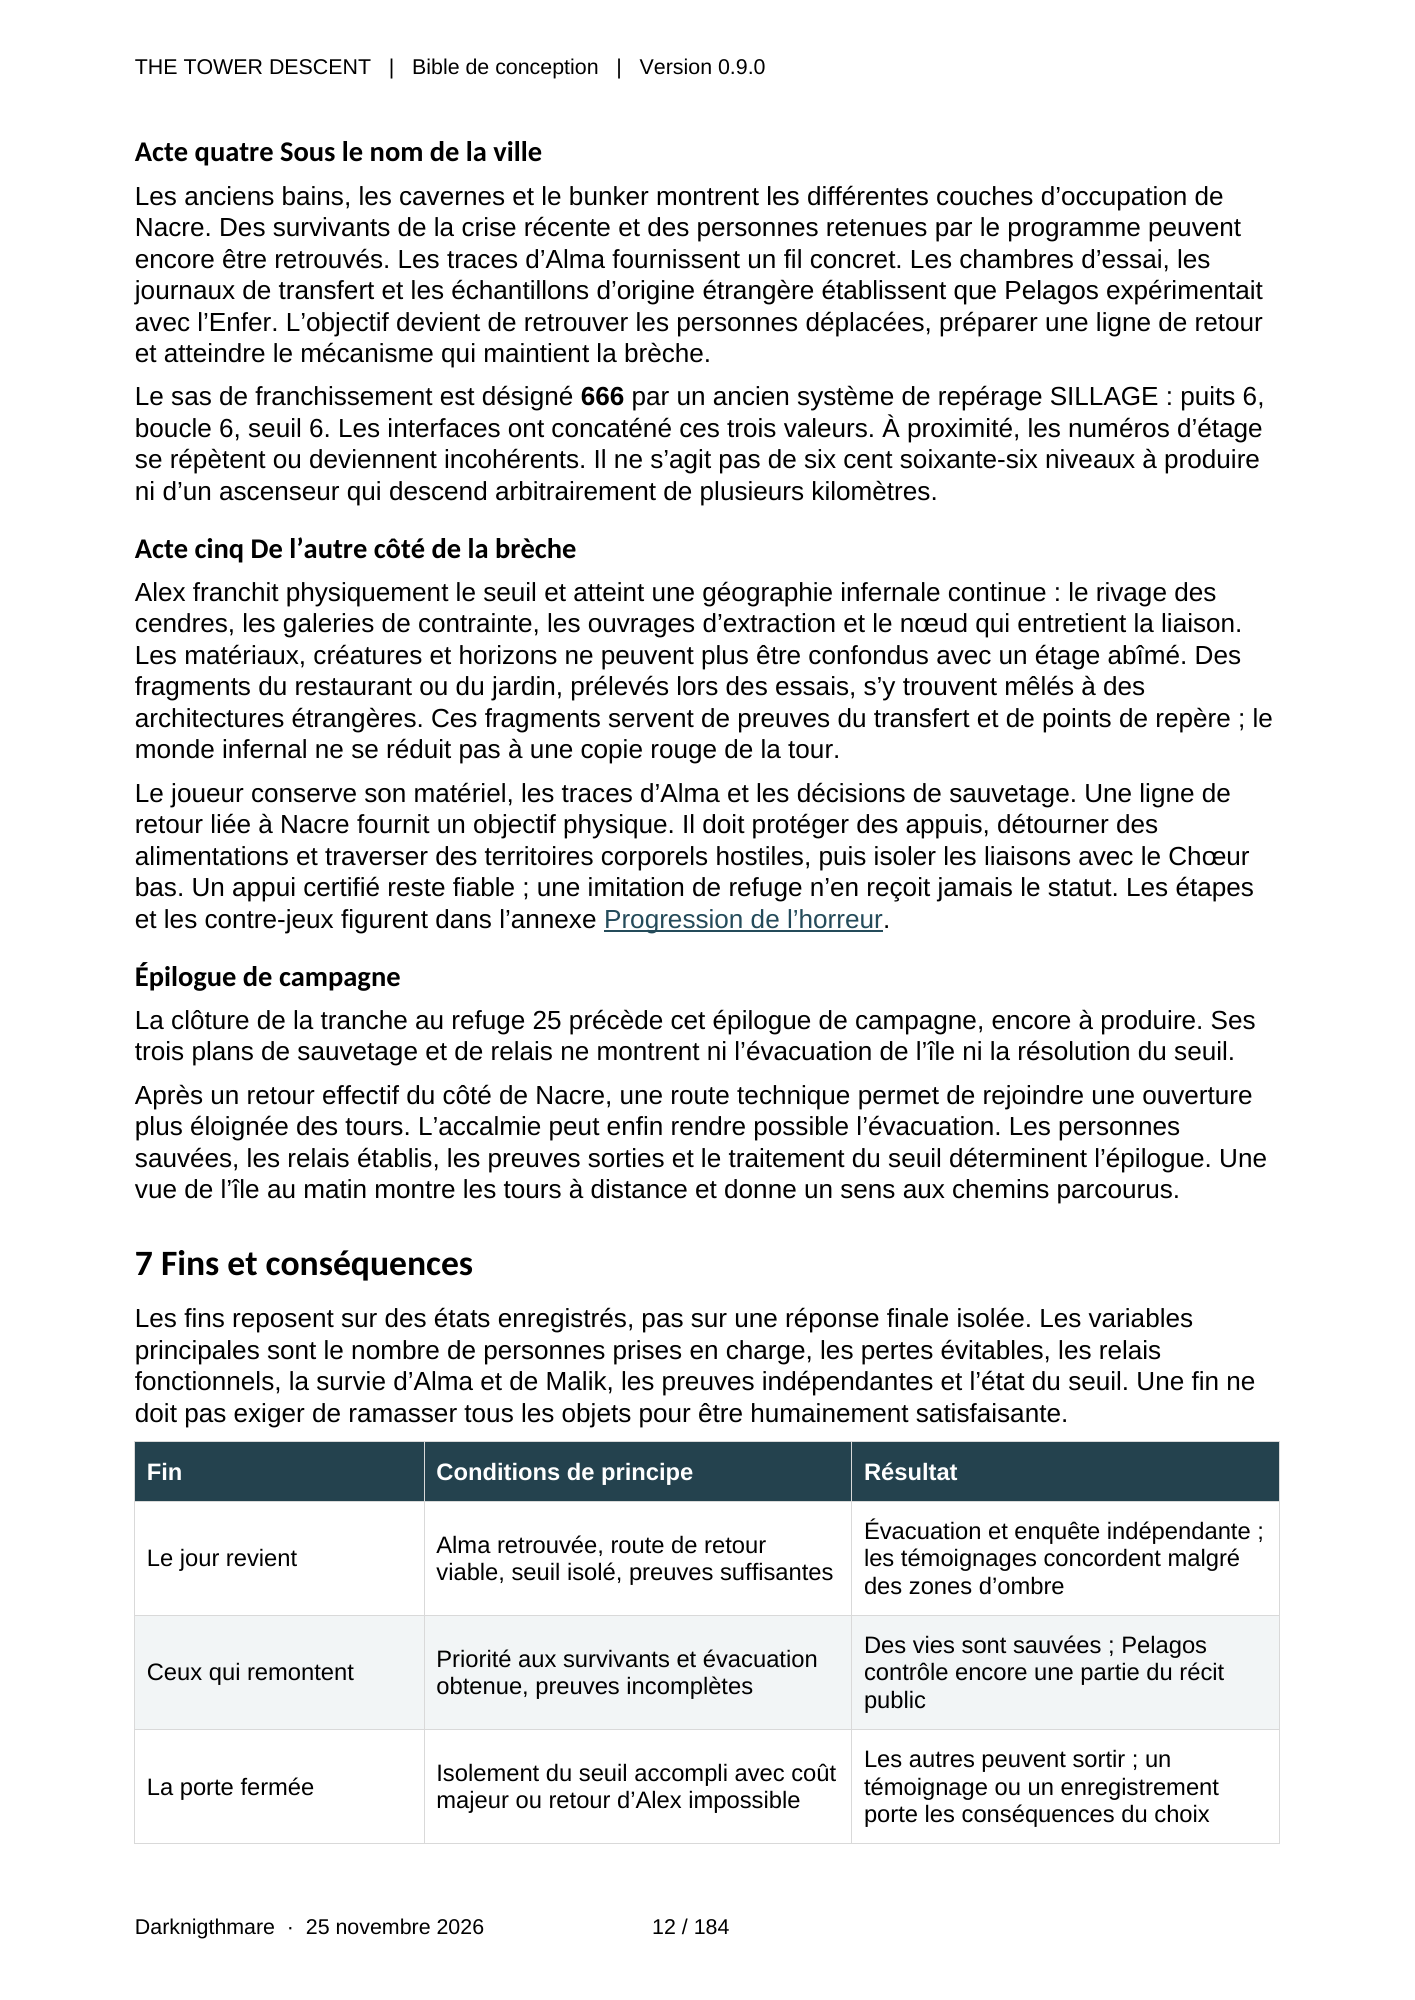 THE TOWER DESCENT | Bible de conception | Version 0.9.0
Acte quatre Sous le nom de la ville
Les anciens bains, les cavernes et le bunker montrent les différentes couches d’occupation de
Nacre. Des survivants de la crise récente et des personnes retenues par le programme peuvent
encore être retrouvés. Les traces d’Alma fournissent un fil concret. Les chambres d’essai, les
journaux de transfert et les échantillons d’origine étrangère établissent que Pelagos expérimentait
avec l’Enfer. L’objectif devient de retrouver les personnes déplacées, préparer une ligne de retour
et atteindre le mécanisme qui maintient la brèche.
Le sas de franchissement est désigné 666 par un ancien système de repérage SILLAGE : puits 6,
boucle 6, seuil 6. Les interfaces ont concaténé ces trois valeurs. À proximité, les numéros d’étage
se répètent ou deviennent incohérents. Il ne s’agit pas de six cent soixante-six niveaux à produire
ni d’un ascenseur qui descend arbitrairement de plusieurs kilomètres.
Acte cinq De l’autre côté de la brèche
Alex franchit physiquement le seuil et atteint une géographie infernale continue : le rivage des
cendres, les galeries de contrainte, les ouvrages d’extraction et le nœud qui entretient la liaison.
Les matériaux, créatures et horizons ne peuvent plus être confondus avec un étage abîmé. Des
fragments du restaurant ou du jardin, prélevés lors des essais, s’y trouvent mêlés à des
architectures étrangères. Ces fragments servent de preuves du transfert et de points de repère ; le
monde infernal ne se réduit pas à une copie rouge de la tour.
Le joueur conserve son matériel, les traces d’Alma et les décisions de sauvetage. Une ligne de
retour liée à Nacre fournit un objectif physique. Il doit protéger des appuis, détourner des
alimentations et traverser des territoires corporels hostiles, puis isoler les liaisons avec le Chœur
bas. Un appui certifié reste fiable ; une imitation de refuge n’en reçoit jamais le statut. Les étapes
et les contre-jeux figurent dans l’annexe Progression de l’horreur.
Épilogue de campagne
La clôture de la tranche au refuge 25 précède cet épilogue de campagne, encore à produire. Ses
trois plans de sauvetage et de relais ne montrent ni l’évacuation de l’île ni la résolution du seuil.
Après un retour effectif du côté de Nacre, une route technique permet de rejoindre une ouverture
plus éloignée des tours. L’accalmie peut enfin rendre possible l’évacuation. Les personnes
sauvées, les relais établis, les preuves sorties et le traitement du seuil déterminent l’épilogue. Une
vue de l’île au matin montre les tours à distance et donne un sens aux chemins parcourus.
7 Fins et conséquences
Les fins reposent sur des états enregistrés, pas sur une réponse finale isolée. Les variables
principales sont le nombre de personnes prises en charge, les pertes évitables, les relais
fonctionnels, la survie d’Alma et de Malik, les preuves indépendantes et l’état du seuil. Une fin ne
doit pas exiger de ramasser tous les objets pour être humainement satisfaisante.
Fin
Conditions de principe
Résultat
Le jour revient
Alma retrouvée, route de retour
viable, seuil isolé, preuves suffisantes
Évacuation et enquête indépendante ;
les témoignages concordent malgré
des zones d’ombre
Ceux qui remontent
Priorité aux survivants et évacuation
obtenue, preuves incomplètes
Des vies sont sauvées ; Pelagos
contrôle encore une partie du récit
public
La porte fermée
Isolement du seuil accompli avec coût
majeur ou retour d’Alex impossible
Les autres peuvent sortir ; un
témoignage ou un enregistrement
porte les conséquences du choix
Darknigthmare · 25 novembre 2026 12 / 184